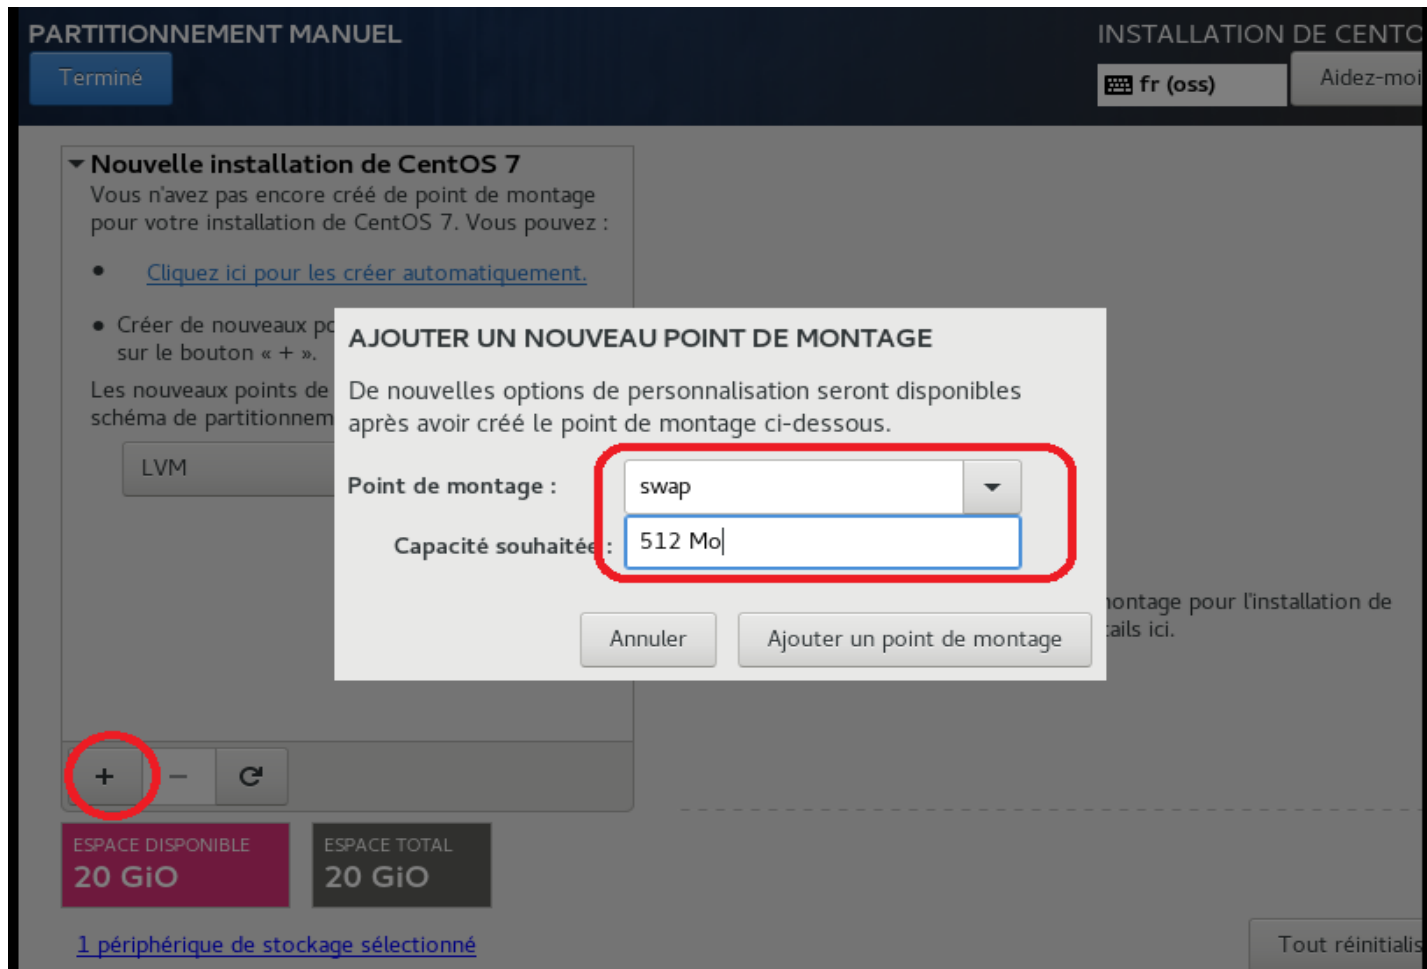 PARTITIONNEMENT MANUEL
INSTALLATION DE CENTO
Terminé
fr (oss)
Aidez-moi
Nouvelle installation de CentOS 7
Vous n'avez pas encore créé de point de montage
pour votre installation de CentOS 7. Vous pouvez :
• Cliquez ici pour les créer automatiquement.
• Créer de nouveaux po
sur le bouton « + ».
Les nouveaux points de
schéma de partitionnem
LVM
AJOUTER UN NOUVEAU POINT DE MONTAGE
De nouvelles options de personnalisation seront disponibles
après avoir créé le point de montage ci-dessous.
Point de montage : swap
Capacité souhaitée : 512 Mo
Annuler
Ajouter un point de montage
montage pour l'installation de
tails ici.
+ −
ESPACE DISPONIBLE
20 GiO
ESPACE TOTAL
20 GiO
1 périphérique de stockage sélectionné
Tout réinitialis